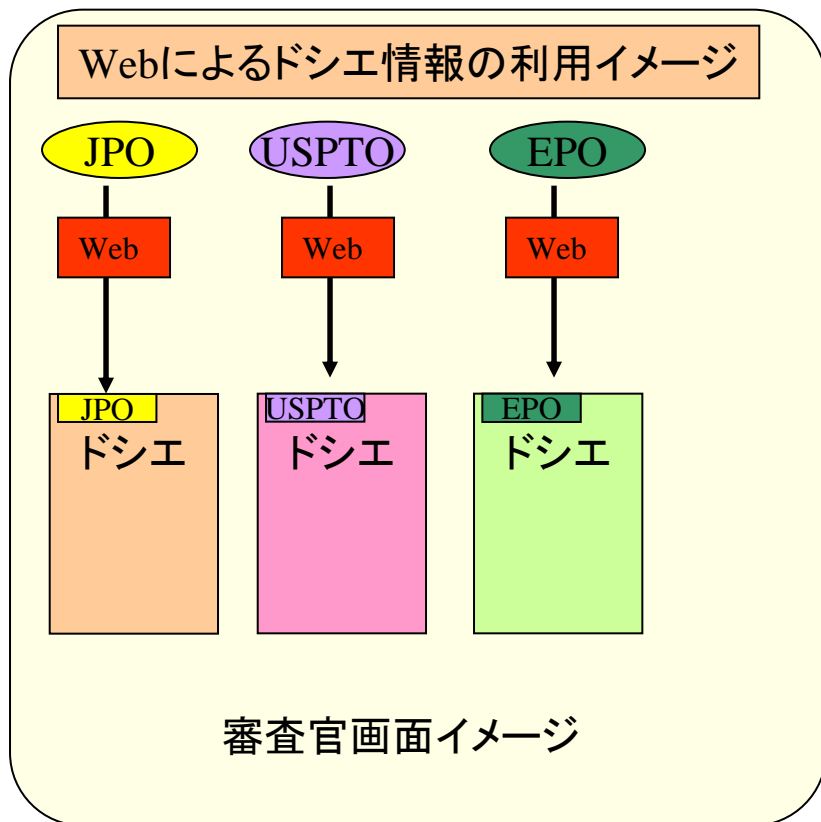 Webによるドシエ情報の利用イメージ
JPO USPTO EPO
Web Web Web
JPO USPTO EPO
ドシエ ドシエ ドシエ
審査官画面イメージ